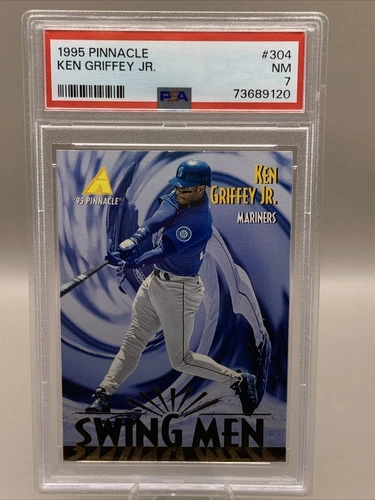 1995 PINNACLE
#304
KEN GRIFFEY JR.
NM
7
PSA
73689120
'95 PINNACLE
KEN
GRIFFEY JR.
MARINERS
SWING MEN